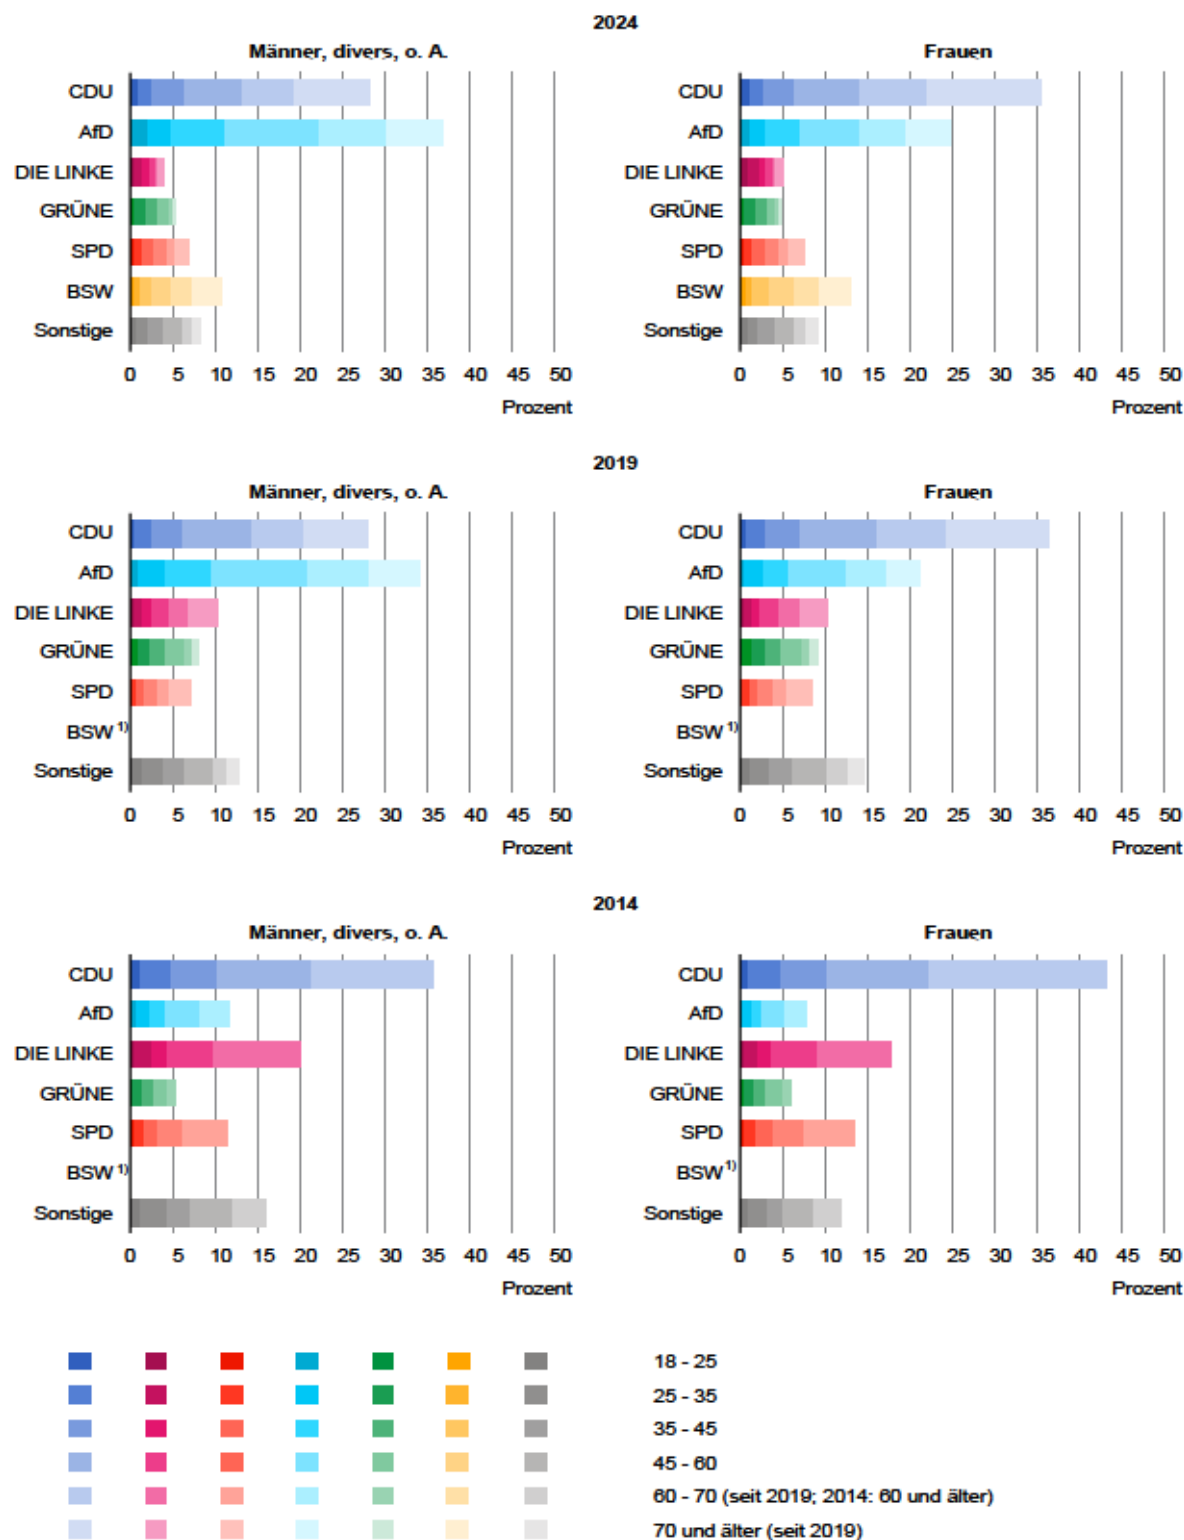 2024
Männer, divers, o. A.
Frauen
CDU
AfD
DIE LINKE
GRÜNE
SPD
BSW
Sonstige
0 5 10 15 20 25 30 35 40 45 50
Prozent
CDU
AfD
DIE LINKE
GRÜNE
SPD
BSW
Sonstige
0 5 10 15 20 25 30 35 40 45 50
Prozent
2019
Männer, divers, o. A.
Frauen
CDU
AfD
DIE LINKE
GRÜNE
SPD
BSW 1)
Sonstige
0 5 10 15 20 25 30 35 40 45 50
Prozent
CDU
AfD
DIE LINKE
GRÜNE
SPD
BSW 1)
Sonstige
0 5 10 15 20 25 30 35 40 45 50
Prozent
2014
Männer, divers, o. A.
Frauen
CDU
AfD
DIE LINKE
GRÜNE
SPD
BSW 1)
Sonstige
0 5 10 15 20 25 30 35 40 45 50
Prozent
CDU
AfD
DIE LINKE
GRÜNE
SPD
BSW 1)
Sonstige
0 5 10 15 20 25 30 35 40 45 50
Prozent
18 - 25
25 - 35
35 - 45
45 - 60
60 - 70 (seit 2019; 2014: 60 und älter)
70 und älter (seit 2019)